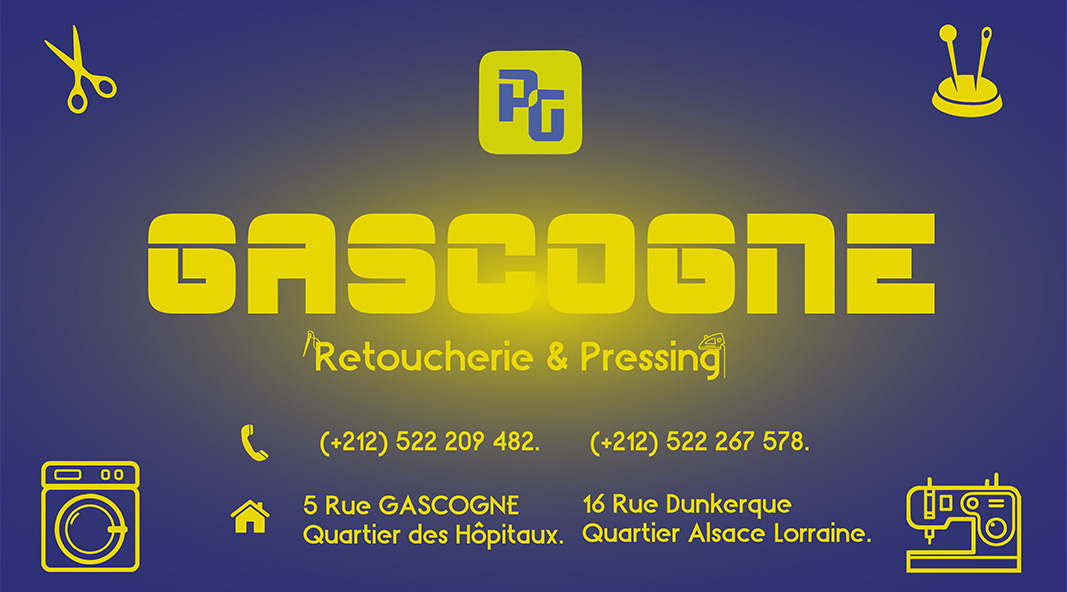 PG
GASCOGNE
Retoucherie & Pressing
(+212) 522 209 482. (+212) 522 267 578.
5 Rue GASCOGNE
Quartier des Hôpitaux.
16 Rue Dunkerque
Quartier Alsace Lorraine.